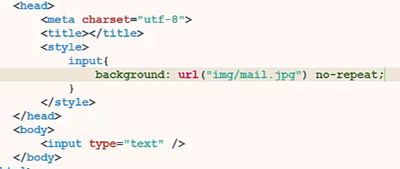 <head>
<meta charset="utf-8">
<title></title>
<style>
input{
background: url("img/mail.jpg") no-repeat;
}
</style>
</head>
<body>
<input type="text" />
</body>